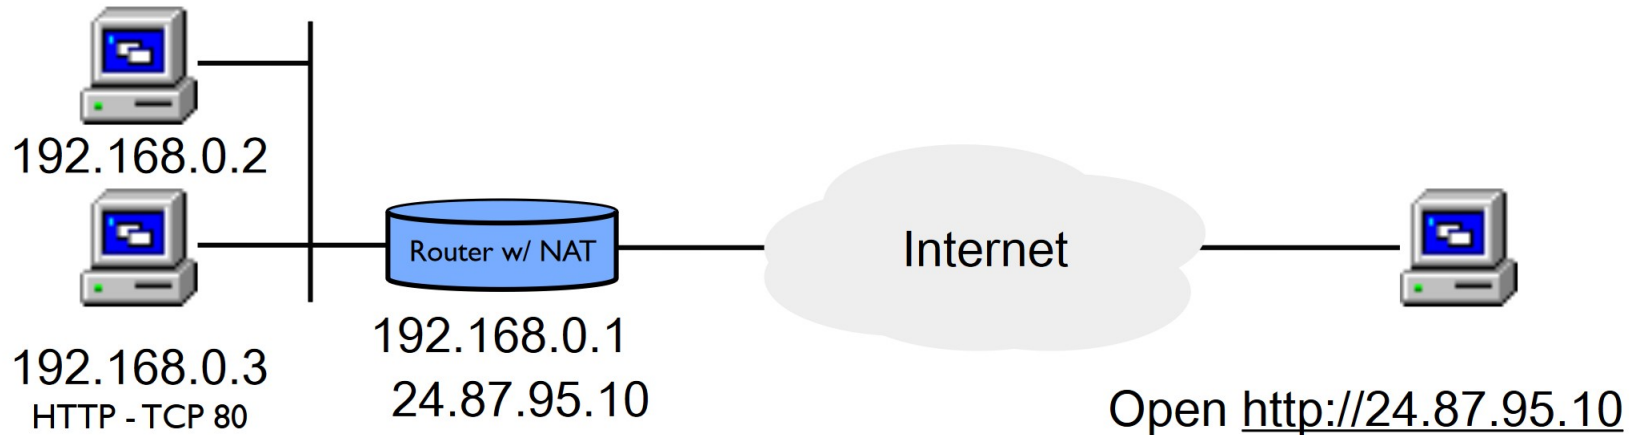 192.168.0.2
192.168.0.3
HTTP - TCP 80
Router w/ NAT
192.168.0.1
24.87.95.10
Internet
Open http://24.87.95.10